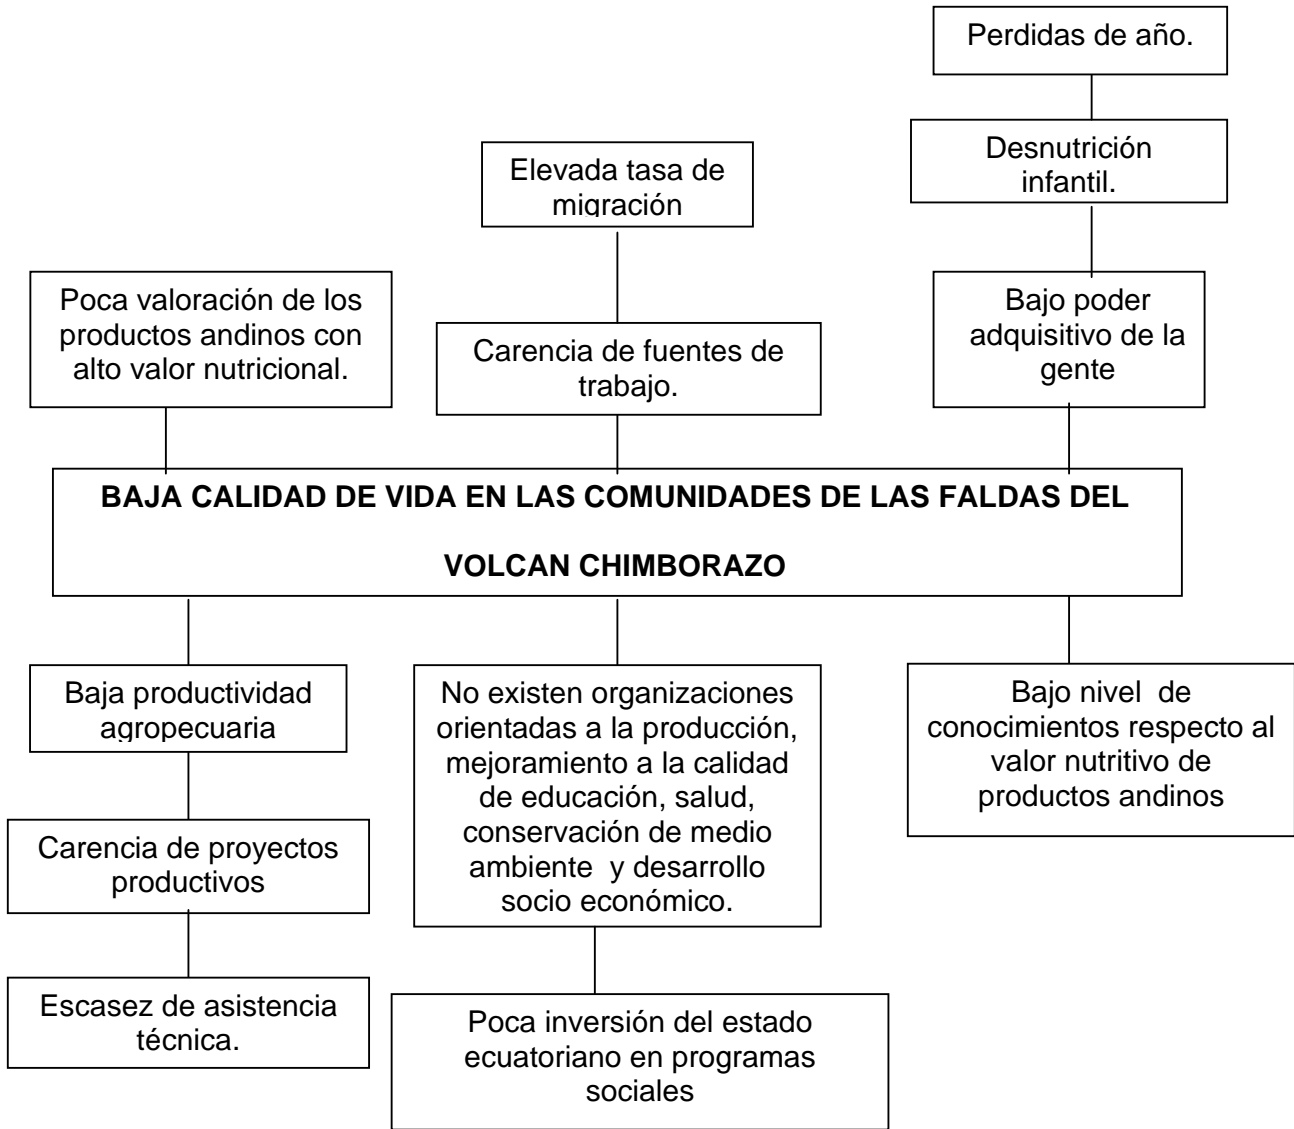 Perdidas de año.
Desnutrición
infantil.
Elevada tasa de
migración
Poca valoración de los
productos andinos con
alto valor nutricional.
Carencia de fuentes de
trabajo.
Bajo poder
adquisitivo de la
gente
BAJA CALIDAD DE VIDA EN LAS COMUNIDADES DE LAS FALDAS DEL
VOLCAN CHIMBORAZO
Baja productividad
agropecuaria
No existen organizaciones
orientadas a la producción,
mejoramiento a la calidad
de educación, salud,
conservación de medio
ambiente  y desarrollo
socio económico.
Bajo nivel  de
conocimientos respecto al
valor nutritivo de
productos andinos
Carencia de proyectos
productivos
Escasez de asistencia
técnica.
Poca inversión del estado
ecuatoriano en programas
sociales